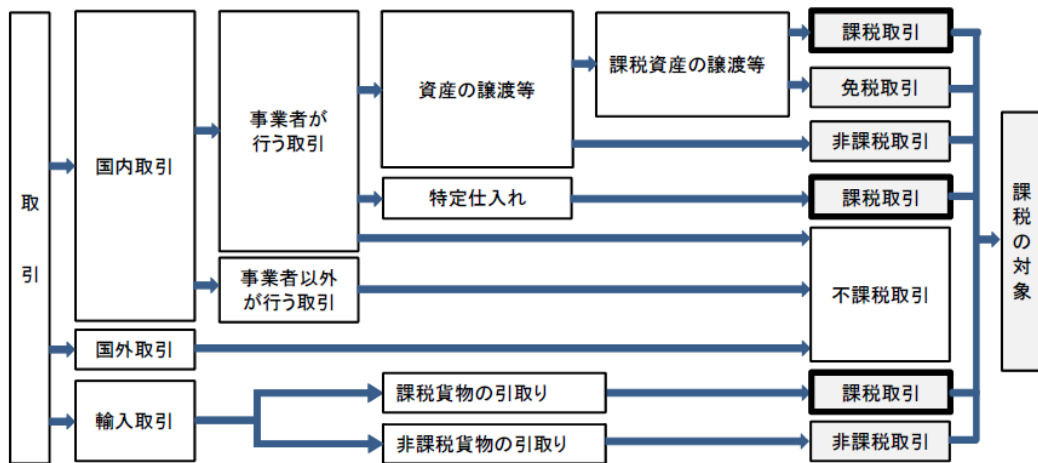 取引
国内取引
事業者が
行う取引
資産の譲渡等
課税資産の譲渡等
課税取引
免税取引
非課税取引
特定仕入れ
課税取引
事業者以外
が行う取引
不課税取引
国外取引
輸入取引
課税貨物の引取り
課税取引
非課税貨物の引取り
非課税取引
課税の対象